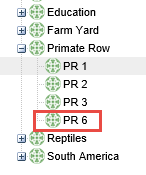 Education
Farm Yard
Primate Row
PR 1
PR 2
PR 3
PR 6
Reptiles
South America